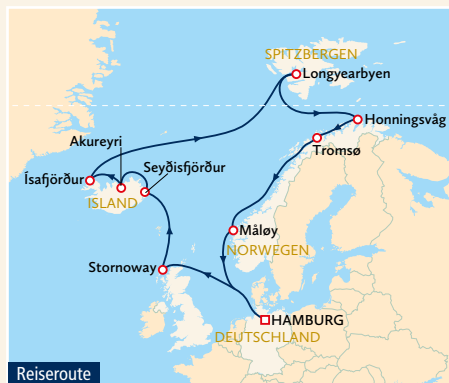 SPITZBERGEN
Longyearbyen
Honningsvåg
Akureyri
Tromsø
Seyðisfjörður
Ísafjörður
ISLAND
Måløy
NORWEGEN
Stornoway
HAMBURG
DEUTSCHLAND
Reiseroute